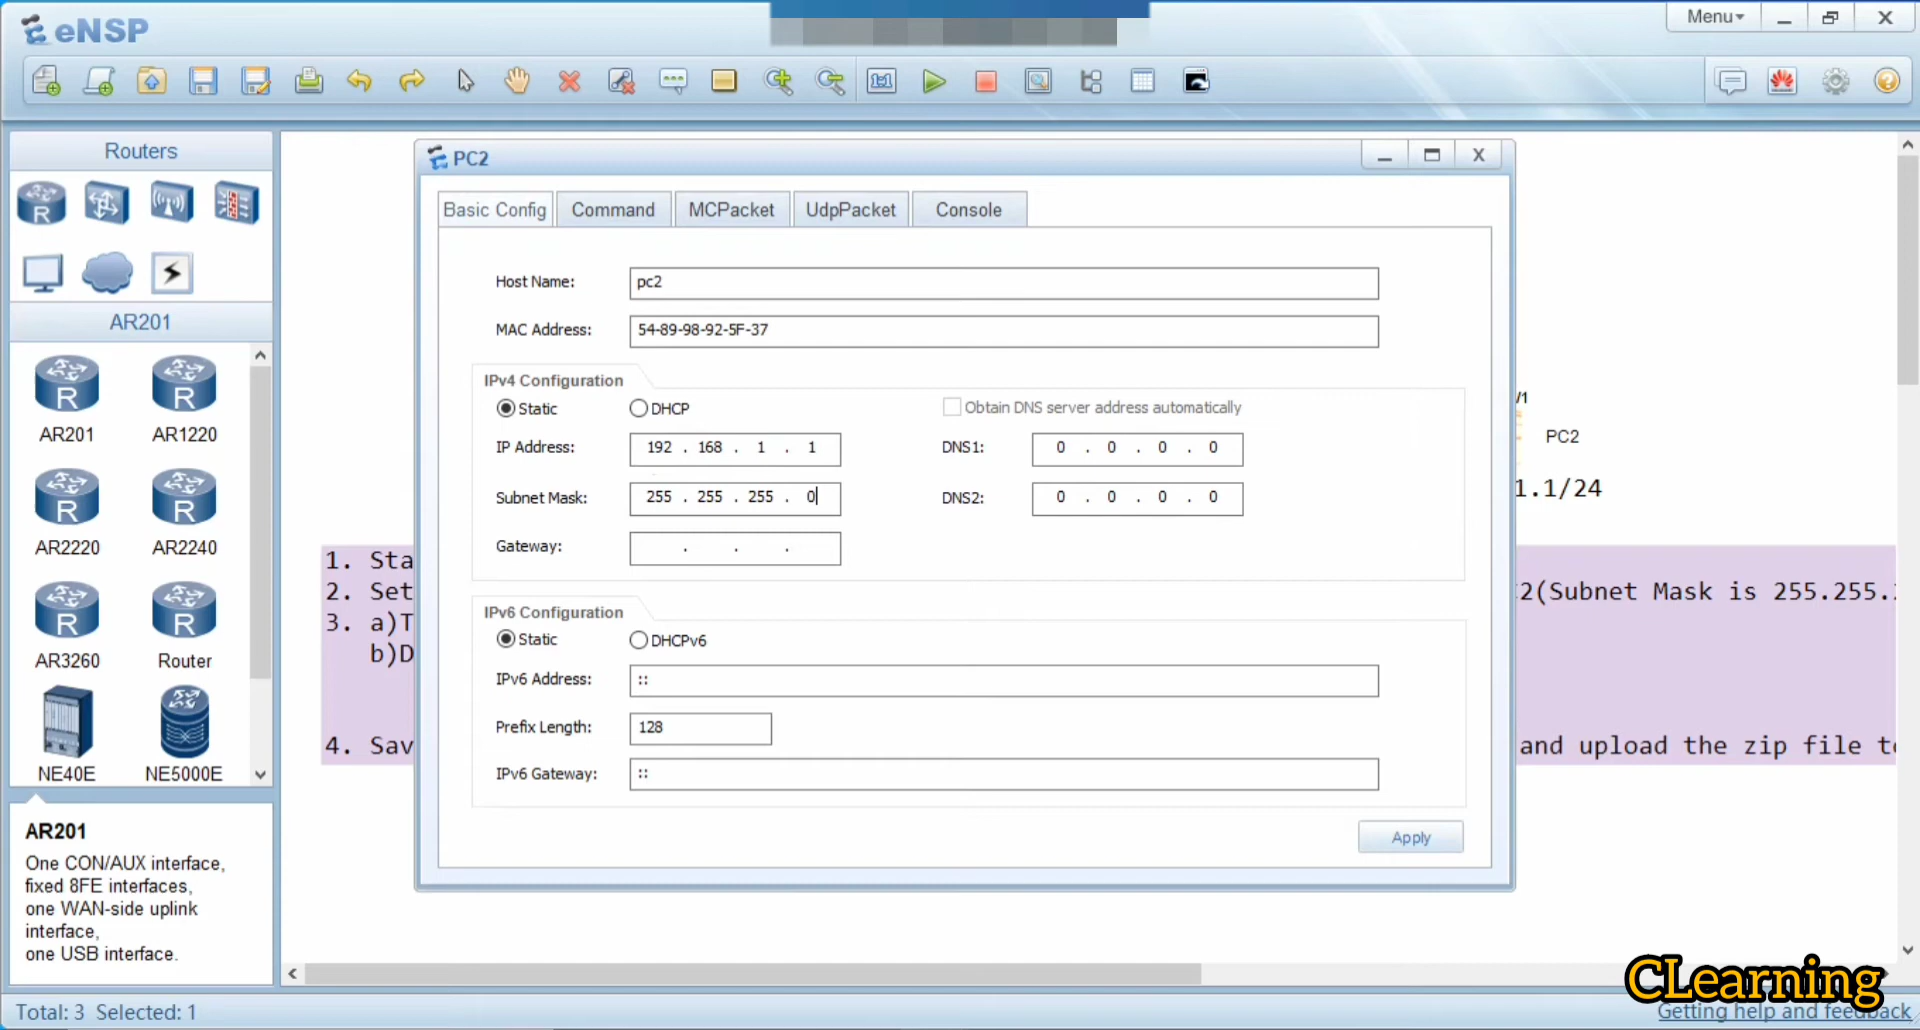 eNSP
Menu
Routers
AR201
AR201 AR1220
AR2220 AR2240
AR3260 Router
NE40E NE5000E
AR201
One CON/AUX interface,
fixed 8FE interfaces,
one WAN-side uplink
interface,
one USB interface.
PC2
Basic Config Command MCPacket UdpPacket Console
Host Name: pc2
MAC Address: 54-89-98-92-5F-37
IPv4 Configuration
Static DHCP Obtain DNS server address automatically
IP Address: 192 . 168 . 1 . 1 DNS1: 0 . 0 . 0 . 0
Subnet Mask: 255 . 255 . 255 . 0 DNS2: 0 . 0 . 0 . 0
Gateway: . . .
IPv6 Configuration
Static DHCPv6
IPv6 Address: ::
Prefix Length: 128
IPv6 Gateway: ::
Apply
PC2
1.1/24
1. Sta
2. Set 2(Subnet Mask is 255.255.
3. a)T
b)D
4. Sav and upload the zip file to
CLearning
Total: 3 Selected: 1
Getting help and feedback